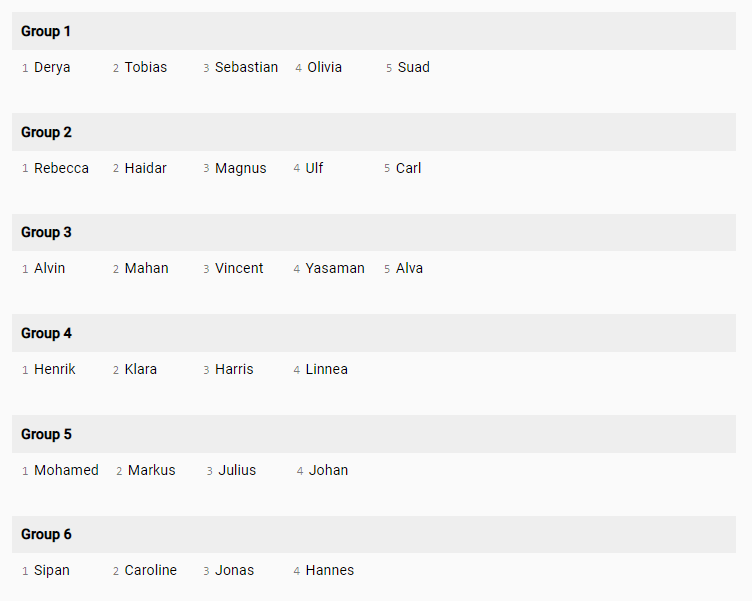 Group 1
1 Derya 2 Tobias 3 Sebastian 4 Olivia 5 Suad
Group 2
1 Rebecca 2 Haidar 3 Magnus 4 Ulf 5 Carl
Group 3
1 Alvin 2 Mahan 3 Vincent 4 Yasaman 5 Alva
Group 4
1 Henrik 2 Klara 3 Harris 4 Linnea
Group 5
1 Mohamed 2 Markus 3 Julius 4 Johan
Group 6
1 Sipan 2 Caroline 3 Jonas 4 Hannes